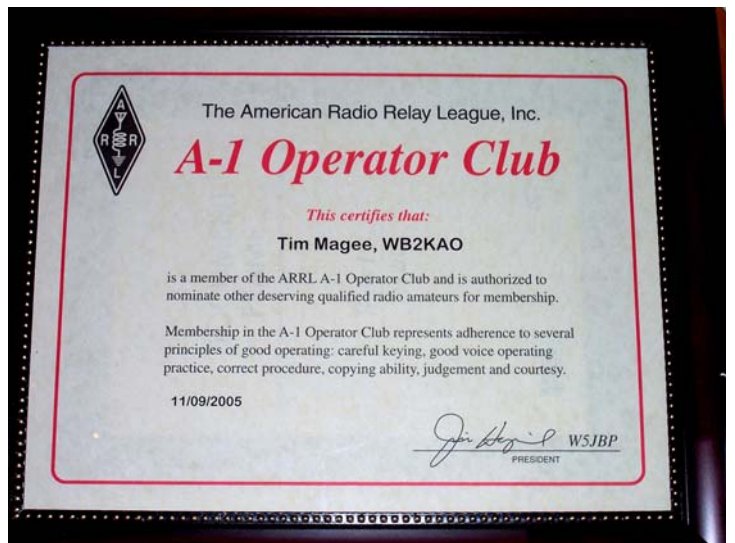 The American Radio Relay League, Inc.
A-1 Operator Club
A
R R
L
This certifies that:
Tim Magee, WB2KAO
is a member of the ARRL A-1 Operator Club and is authorized to
nominate other deserving qualified radio amateurs for membership.
Membership in the A-1 Operator Club represents adherence to several
principles of good operating: careful keying, good voice operating
practice, correct procedure, copying ability, judgement and courtesy.
11/09/2005
W5JBP
PRESIDENT